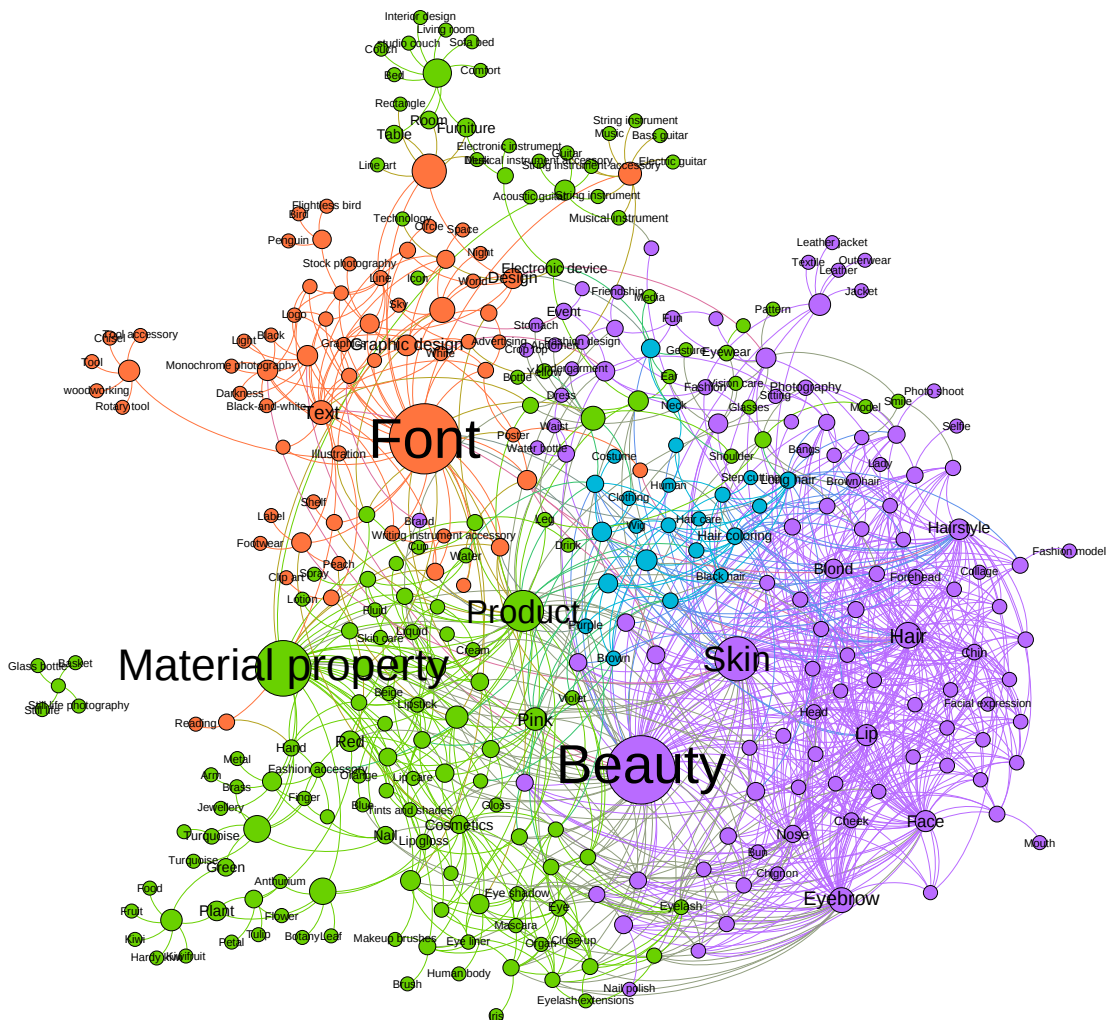 Interior design
Living room
studio couch
Sofa bed
Couch
Bed
Comfort
Rectangle
Room
Table
Furniture
String instrument
Music
Bass guitar
Electronic instrument
Guitar
Musical instrument accessory
String instrument accessory
Electric guitar
Line art
Acoustic guitar
String instrument
Musical instrument
Flightless bird
Bird
Technology
Circle
Space
Penguin
Stock photography
Night
Leather jacket
Textile
Outerwear
Leather
Jacket
Electronic device
Line
Icon
World
Design
Friendship
Media
Sky
Event
Fun
Pattern
Logo
Tool accessory
Chisel
Light
Black
Graphics
Graphic design
White
Advertising
Stomach
Abdomen
Fashion design
Crop top
Gesture
Eyewear
Tool
Monochrome photography
Bottle
Yellow
Undergarment
Ear
Vision care
Fashion
Sitting
Photography
Photo shoot
woodworking
Darkness
Rotary tool
Black-and-white
Text
Dress
Neck
Glasses
Model
Smile
Font
Poster
Waist
Water bottle
Selfie
Illustration
Costume
Shoulder
Bangs
Lady
Human
Step cutting
Long hair
Brown hair
Shelf
Clothing
Label
Brand
Leg
Wig
Hair care
Hairstyle
Footwear
Writing instrument accessory
Cup
Water
Drink
Hair coloring
Peach
Fashion model
Clip art
Spray
Black hair
Blond
Forehead
Collage
Lotion
Fluid
Product
Purple
Liquid
Skin care
Hair
Cream
Chin
Material property
Skin
Brown
Glass bottle
Basket
Still life
Still life photography
Beige
Lipstick
Violet
Facial expression
Head
Reading
Pink
Lip
Hand
Red
Metal
Arm
Fashion accessory
Orange
Lip care
Beauty
Brass
Finger
Blue
Tints and shades
Gloss
Jewellery
Turquoise
Nail
Lip gloss
Cosmetics
Cheek
Face
Nose
Mouth
Turquoise
Green
Bun
Chignon
Food
Anthurium
Eye shadow
Eye
Eyelash
Eyebrow
Fruit
Plant
Flower
Mascara
Kiwi
Petal
Tulip
Botany
Leaf
Makeup brushes
Eye liner
Organ
Close-up
Hardy kiwi
Kiwifruit
Human body
Brush
Nail polish
Eyelash extensions
Iris